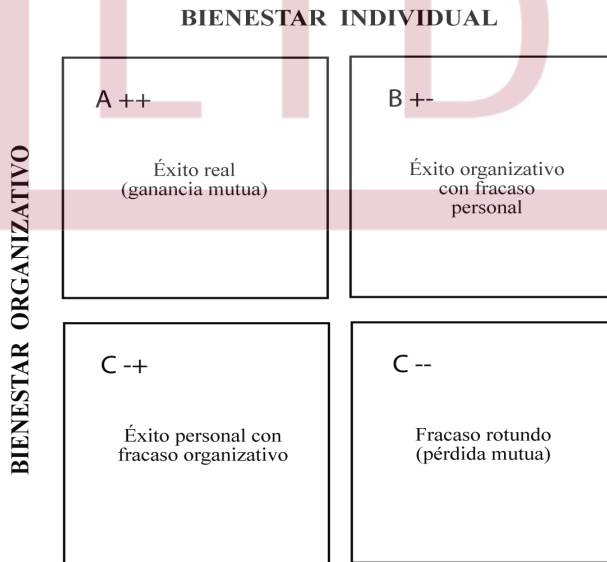 BIENESTAR INDIVIDUAL
BIENESTAR ORGANIZATIVO
A ++
Éxito real
(ganancia mutua)
B +-
Éxito organizativo
con fracaso
personal
C -+
Éxito personal con
fracaso organizativo
C --
Fracaso rotundo
(pérdida mutua)